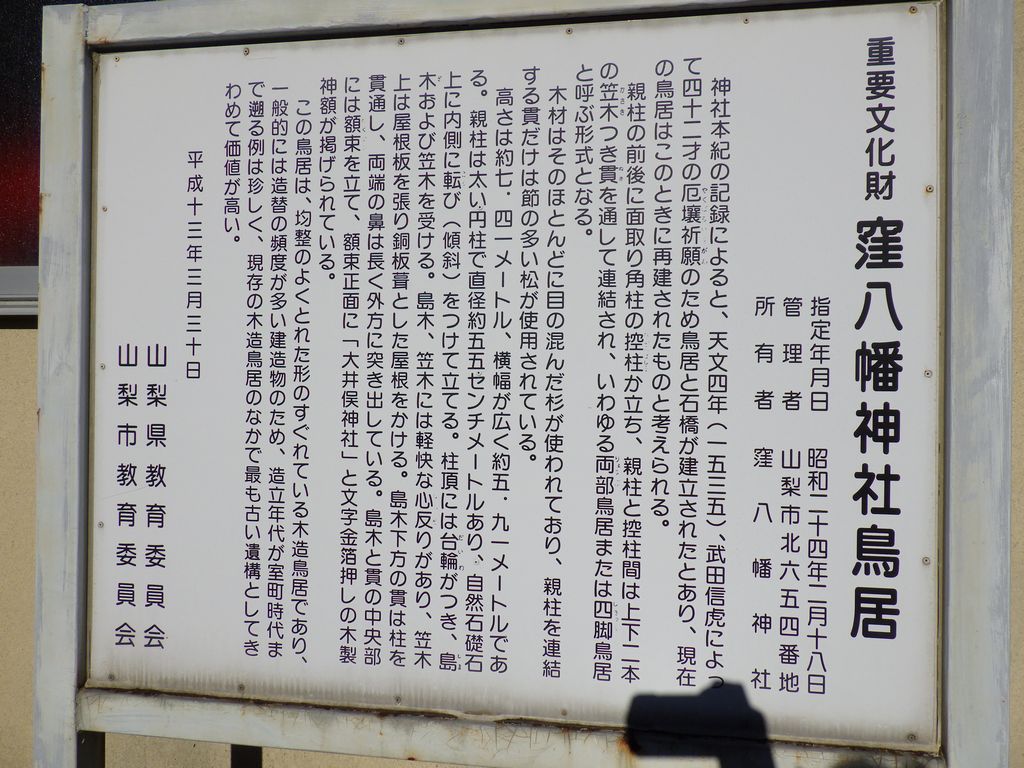 重要文化財 窪八幡神社鳥居
指定年月日 昭和二十四年二月十八日
管理者 山梨市北六五四番地
所有者 窪八幡神社
神社本紀の記録によると、天文四年(一五三五)、武田信虎によっ
て四十二才の厄壌祈願のため鳥居と石橋が建立されたとあり、現在
の鳥居はこのときに再建されたものと考えられる。
親柱の前後に面取り角柱の控柱が立ち、親柱と控柱間は上下二本
の笠木つき貫を通して連結され、いわゆる両部鳥居または四脚鳥居
と呼ぶ形式となる。
木材はそのほとんどに目の混んだ杉が使われており、親柱を連結
する貫だけは節の多い松が使用されている。
高さは約七・四一メートル、横幅が広く約五・九一メートルであ
る。親柱は太い円柱で直径約五五センチメートルあり、自然石礎石
上に内側に転び(傾斜)をつけて立てる。柱頂には台輪がつき、島
木および笠木を受ける。島木、笠木には軽快な心反りがあり、笠木
上は屋根板を張り銅板葺とした屋根をかける。島木下方の貫は柱を
貫通し、両端の鼻は長く外方に突き出している。島木と貫の中央部
には額束を立て、額束正面に「大井俣神社」と文字金箔押しの木製
神額が掲げられている。
この鳥居は、均整のよくとれた形のすぐれている木造鳥居であり、
一般的には造替の頻度が多い建造物のため、造立年代が室町時代ま
で遡る例は珍しく、現存の木造鳥居のなかで最も古い遺構としてき
わめて価値が高い。
平成十三年三月三十日
山梨県教育委員会
山梨市教育委員会